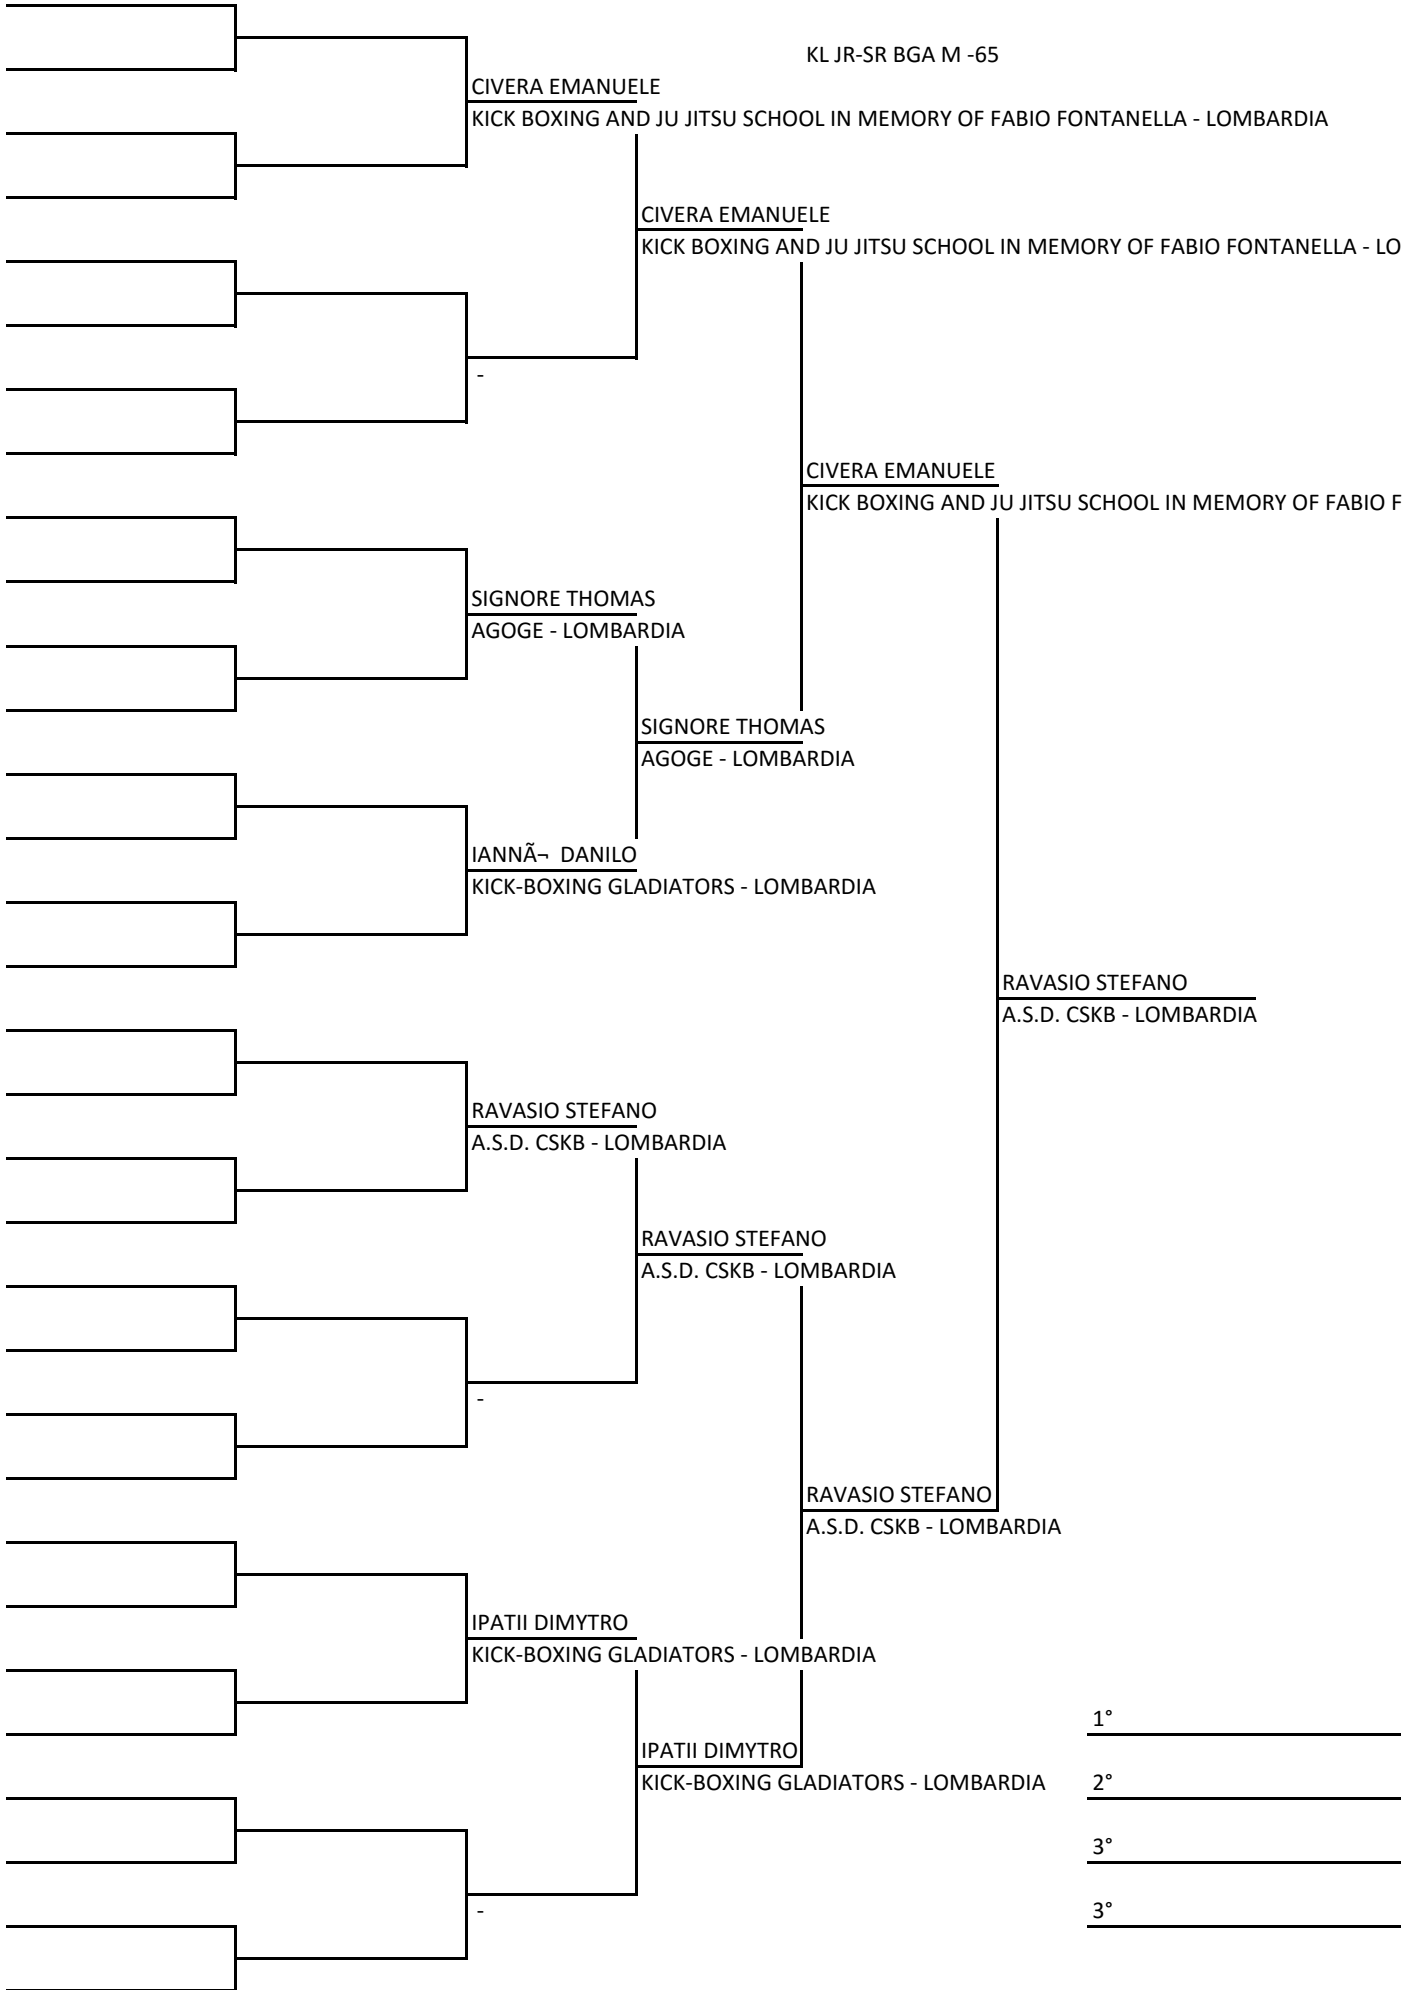 KL JR-SR BGA M -65
CIVERA EMANUELE
KICK BOXING AND JU JITSU SCHOOL IN MEMORY OF FABIO FONTANELLA - LOMBARDIA
CIVERA EMANUELE
KICK BOXING AND JU JITSU SCHOOL IN MEMORY OF FABIO FONTANELLA - LO
-
CIVERA EMANUELE
KICK BOXING AND JU JITSU SCHOOL IN MEMORY OF FABIO F
SIGNORE THOMAS
AGOGE - LOMBARDIA
SIGNORE THOMAS
AGOGE - LOMBARDIA
IANNÃ¬ DANILO
KICK-BOXING GLADIATORS - LOMBARDIA
RAVASIO STEFANO
A.S.D. CSKB - LOMBARDIA
RAVASIO STEFANO
A.S.D. CSKB - LOMBARDIA
RAVASIO STEFANO
A.S.D. CSKB - LOMBARDIA
-
RAVASIO STEFANO
A.S.D. CSKB - LOMBARDIA
IPATII DIMYTRO
KICK-BOXING GLADIATORS - LOMBARDIA
1°
IPATII DIMYTRO
KICK-BOXING GLADIATORS - LOMBARDIA
2°
3°
-
3°